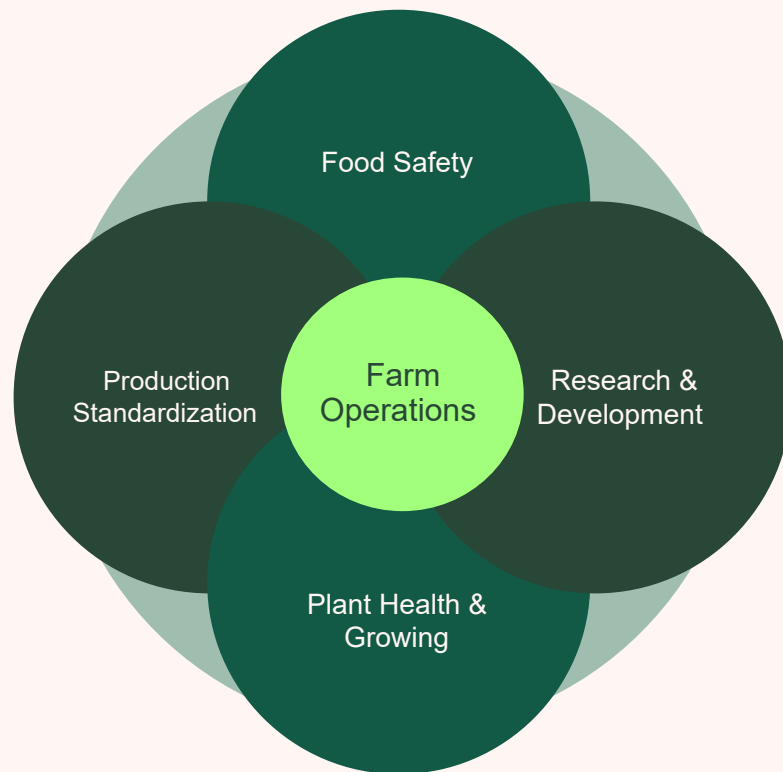 Food Safety
Production
Standardization
Farm
Operations
Research &
Development
Plant Health &
Growing